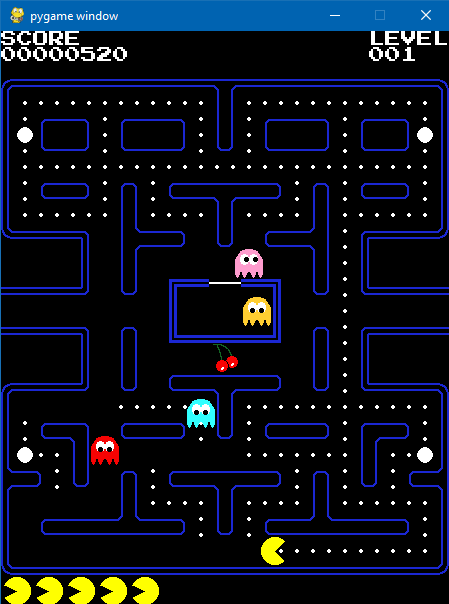 pygame window
SCORE
00000520
LEVEL
001